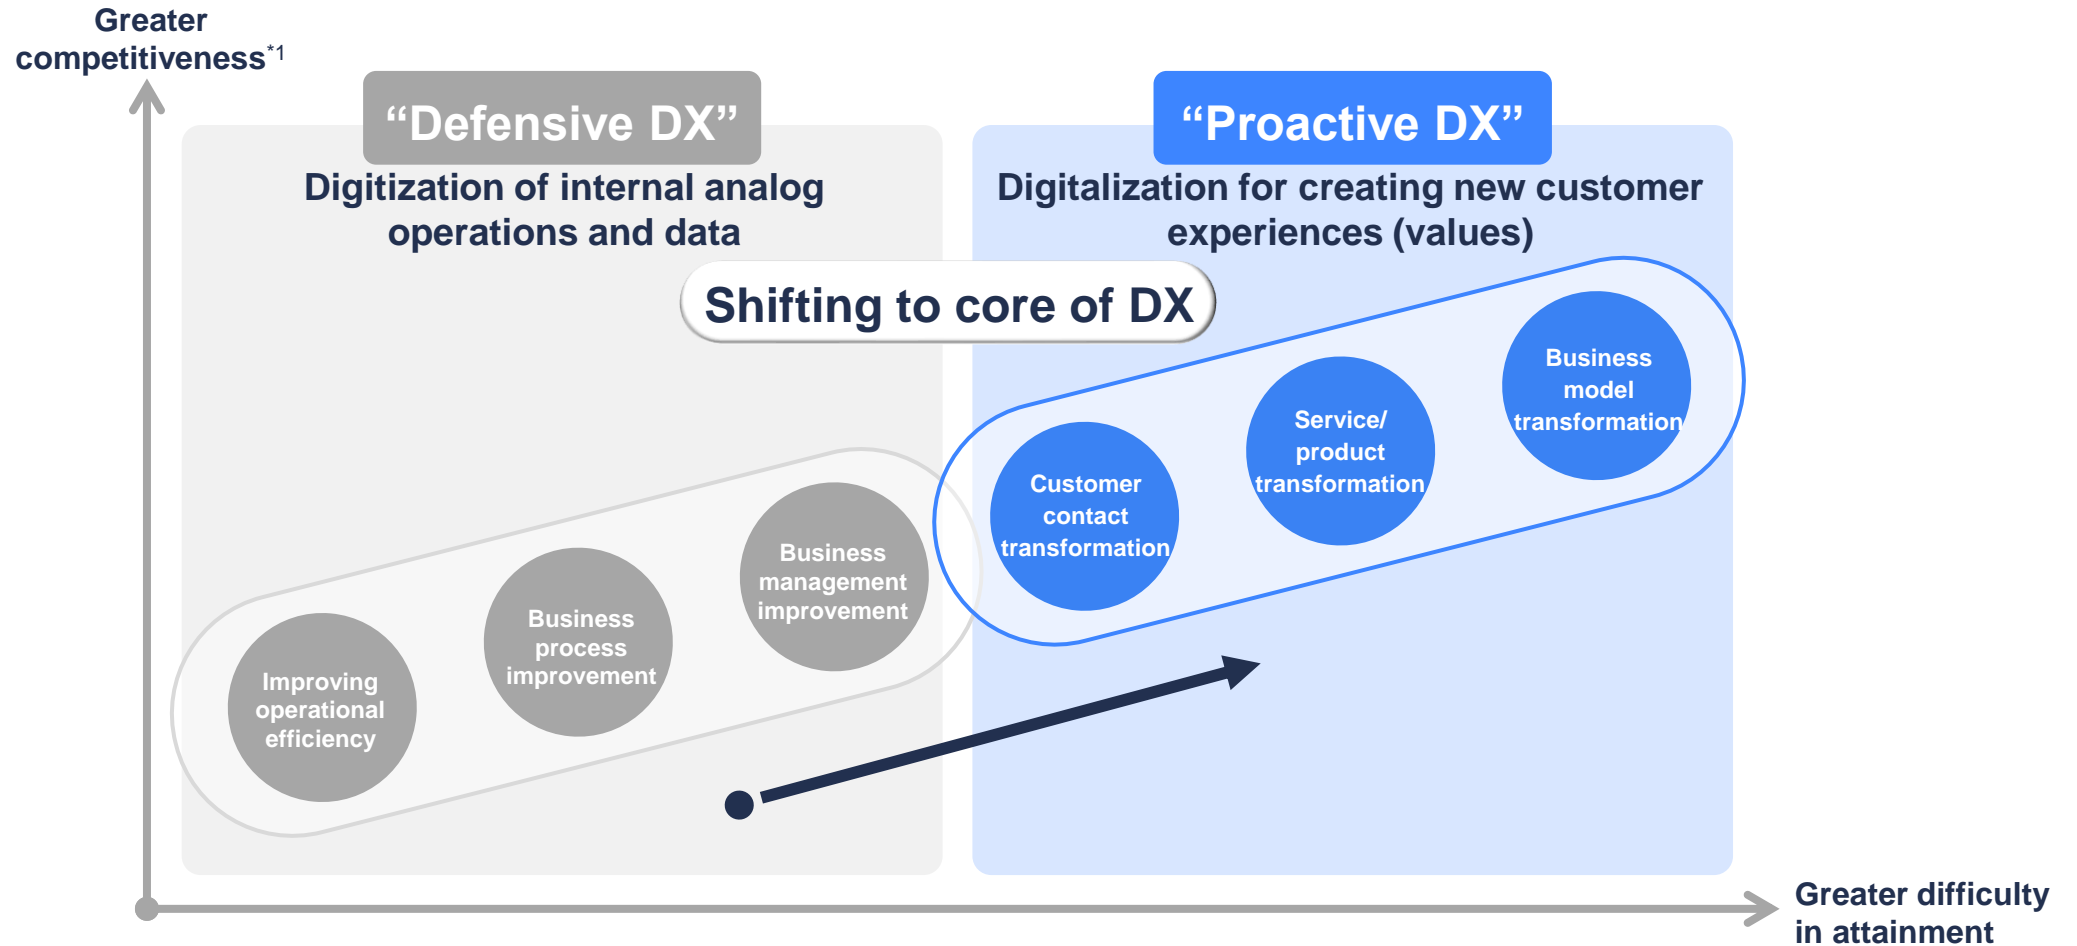 Greater
competitiveness*1
“Defensive DX”
Digitization of internal analog
operations and data
“Proactive DX”
Digitalization for creating new customer
experiences (values)
Shifting to core of DX
Improving
operational
efficiency
Business
process
improvement
Business
management
improvement
Customer
contact
transformation
Service/
product
transformation
Business
model
transformation
Greater difficulty
in attainment